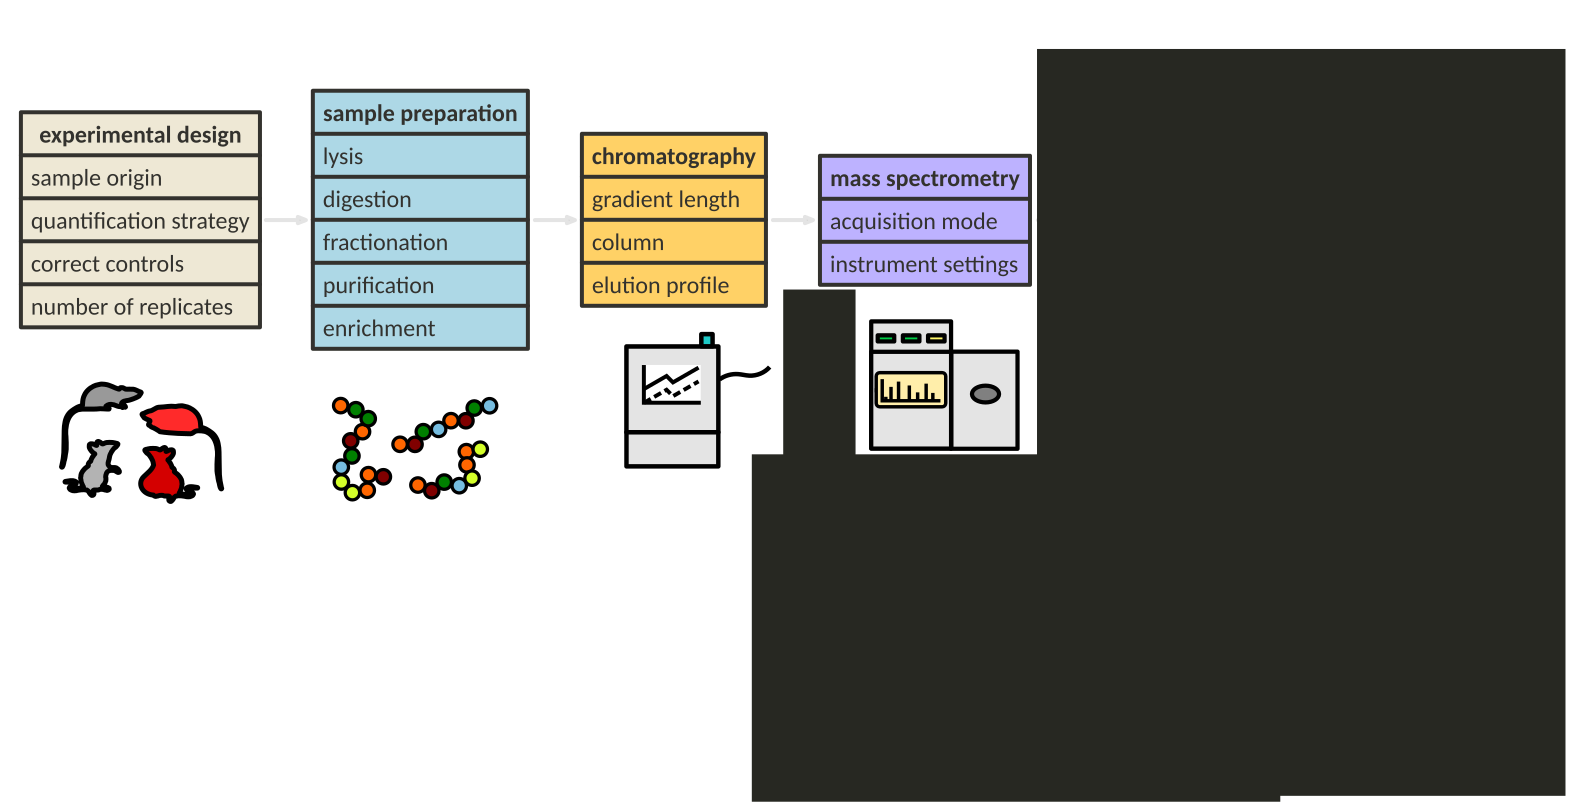 experimental design
sample origin
quantification strategy
correct controls
number of replicates
sample preparation
lysis
digestion
fractionation
purification
enrichment
chromatography
gradient length
column
elution profile
mass spectrometry
acquisition mode
instrument settings